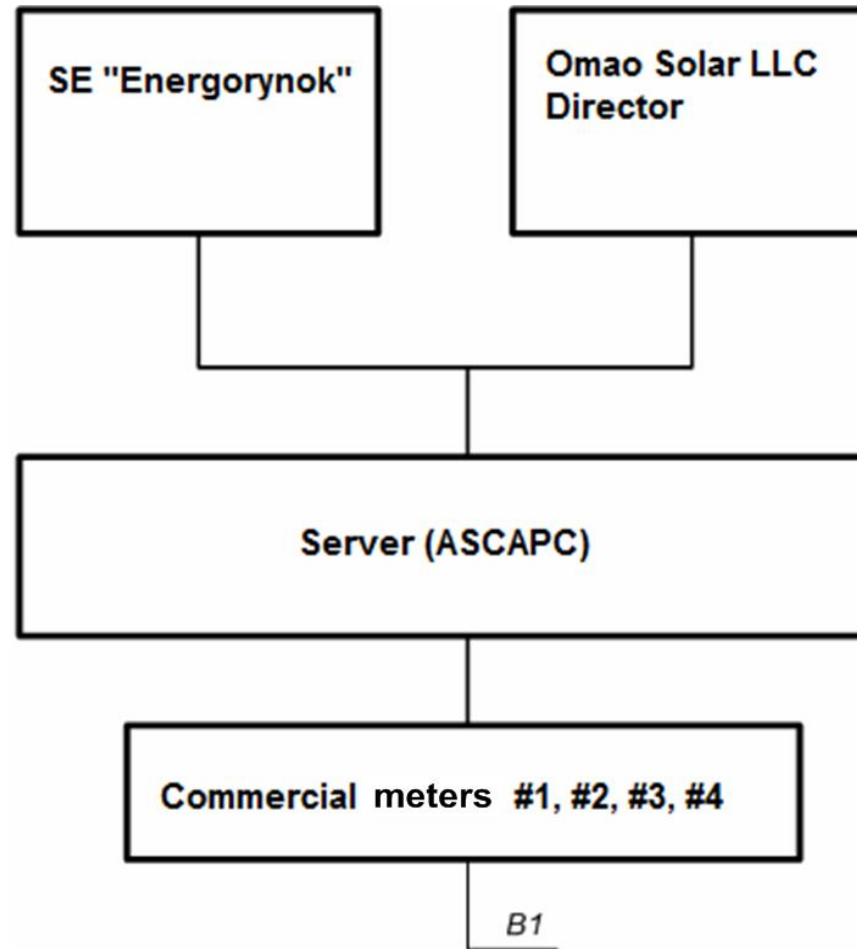 SE "Energorynok"
Omao Solar LLC
Director
Server (ASCAPC)
Commercial meters #1, #2, #3, #4
B1